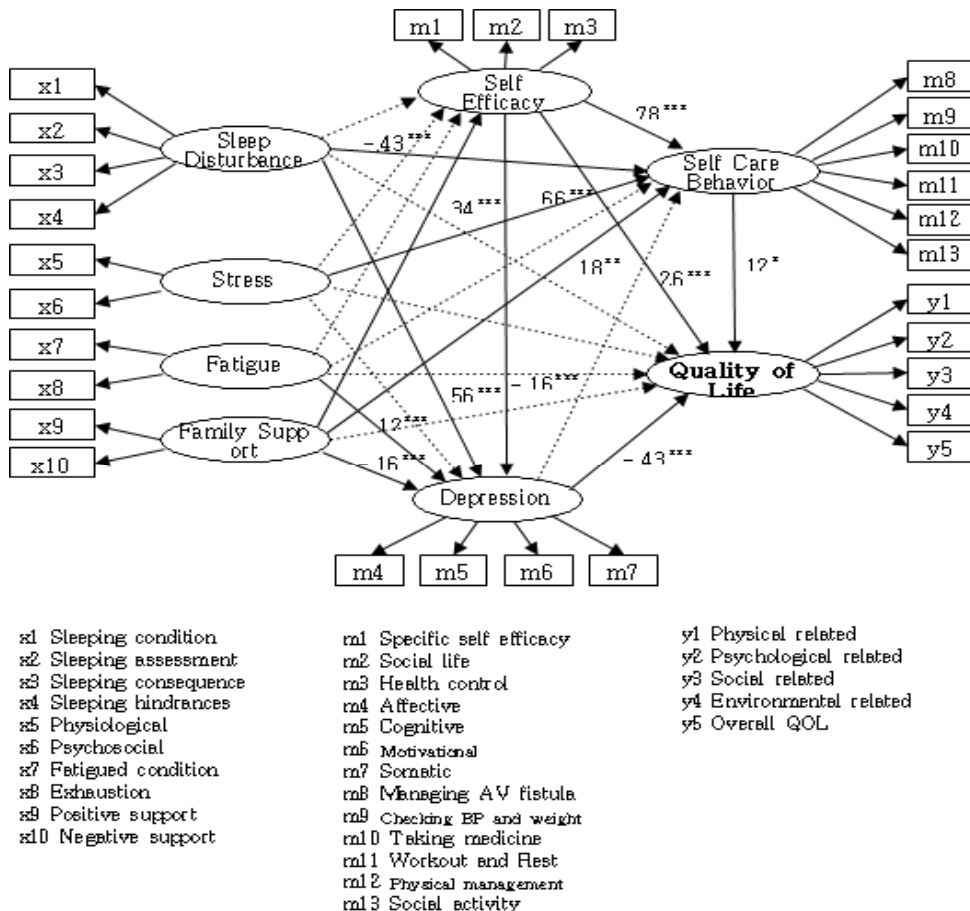 m1
m2
m3
x1
x2
x3
x4
x5
x6
x7
x8
x9
x10
Self
Efficacy
Sleep
Disturbance
Stress
Fatigue
Family Supp
ort
Self Care
Behavior
Quality of
Life
Depression
m8
m9
m10
m11
m12
m13
y1
y2
y3
y4
y5
m4
m5
m6
m7
.78***
-.43***
.34***
.66***
.18**
.26***
.12*
.56***
-.16***
.12***
-.16***
-.43***
x1 Sleeping condition
x2 Sleeping assessment
x3 Sleeping consequence
x4 Sleeping hindrances
x5 Physiological
x6 Psychosocial
x7 Fatigued condition
x8 Exhaustion
x9 Positive support
x10 Negative support
m1 Specific self efficacy
m2 Social life
m3 Health control
m4 Affective
m5 Cognitive
m6 Motivational
m7 Somatic
m8 Managing AV fistula
m9 Checking BP and weight
m10 Taking medicine
m11 Workout and Rest
m12 Physical management
m13 Social activity
y1 Physical related
y2 Psychological related
y3 Social related
y4 Environmental related
y5 Overall QOL